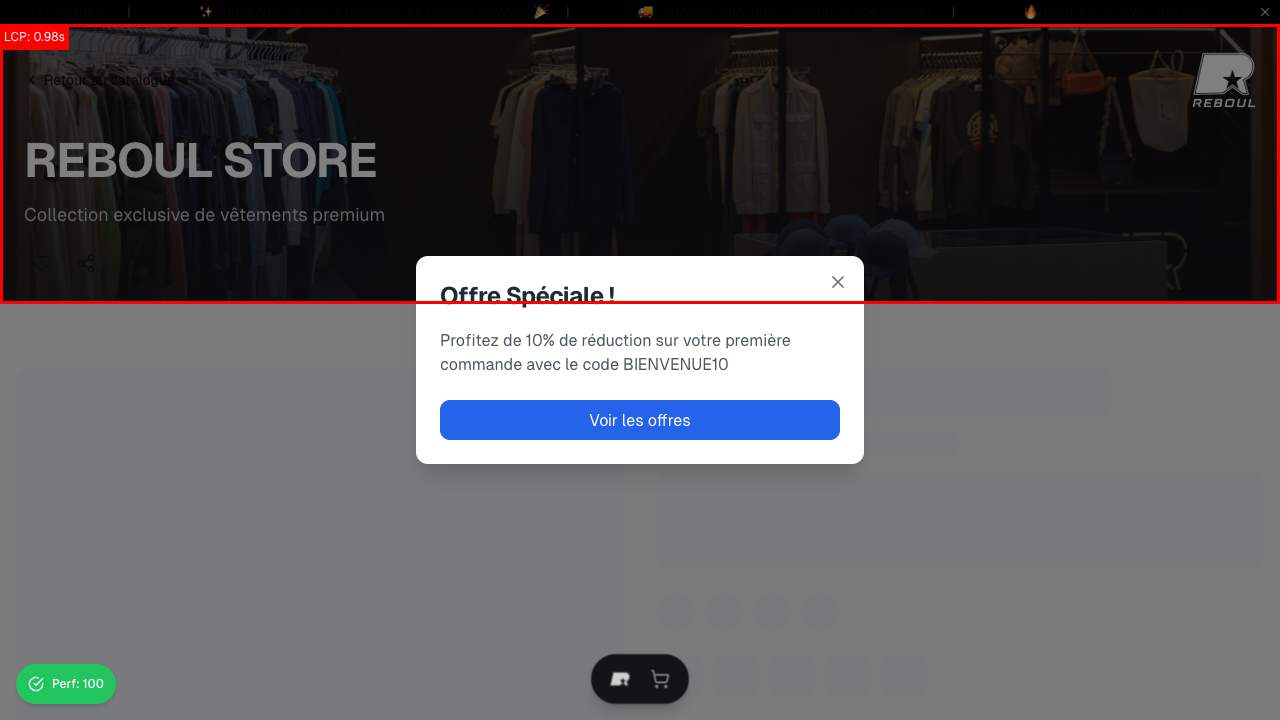 LCP: 0.98s
Retour au catalogue
REBOUL
REBOUL STORE
Collection exclusive de vêtements premium
Offre Spéciale !
Profitez de 10% de réduction sur votre première
commande avec le code BIENVENUE10
Voir les offres
Perf: 100